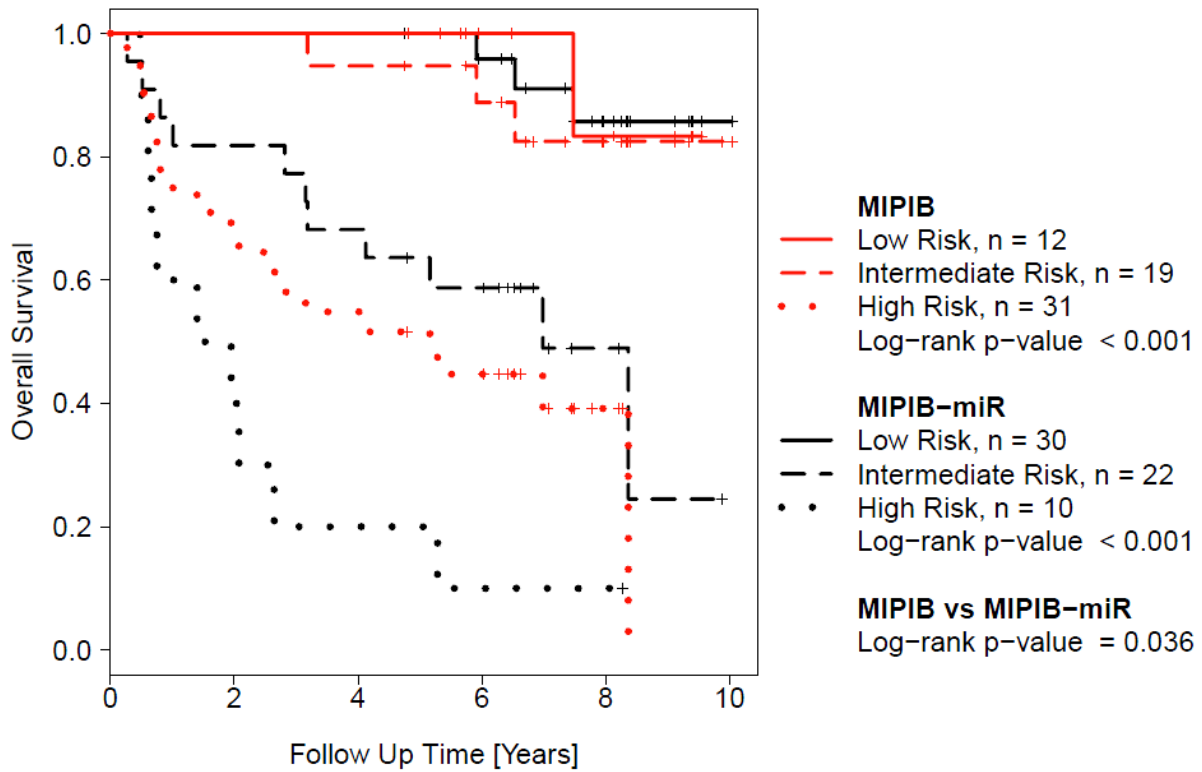 Overall Survival
1.0
0.8
0.6
0.4
0.2
0.0
0 2 4 6 8 10
Follow Up Time [Years]
MIPIB
Low Risk, n = 12
Intermediate Risk, n = 19
High Risk, n = 31
Log−rank p−value < 0.001
MIPIB−miR
Low Risk, n = 30
Intermediate Risk, n = 22
High Risk, n = 10
Log−rank p−value < 0.001
MIPIB vs MIPIB−miR
Log−rank p−value = 0.036